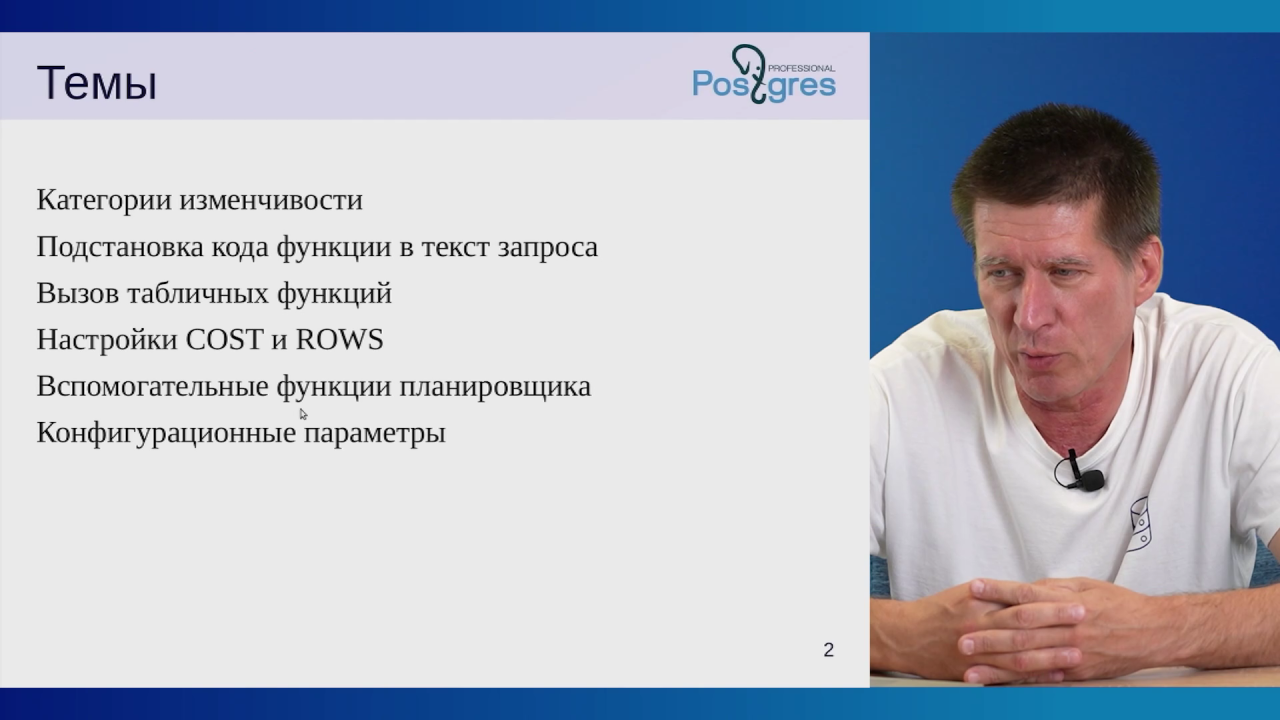 Темы
PROFESSIONAL
Postgres
Категории изменчивости
Подстановка кода функции в текст запроса
Вызов табличных функций
Настройки COST и ROWS
Вспомогательные функции планировщика
Конфигурационные параметры
2